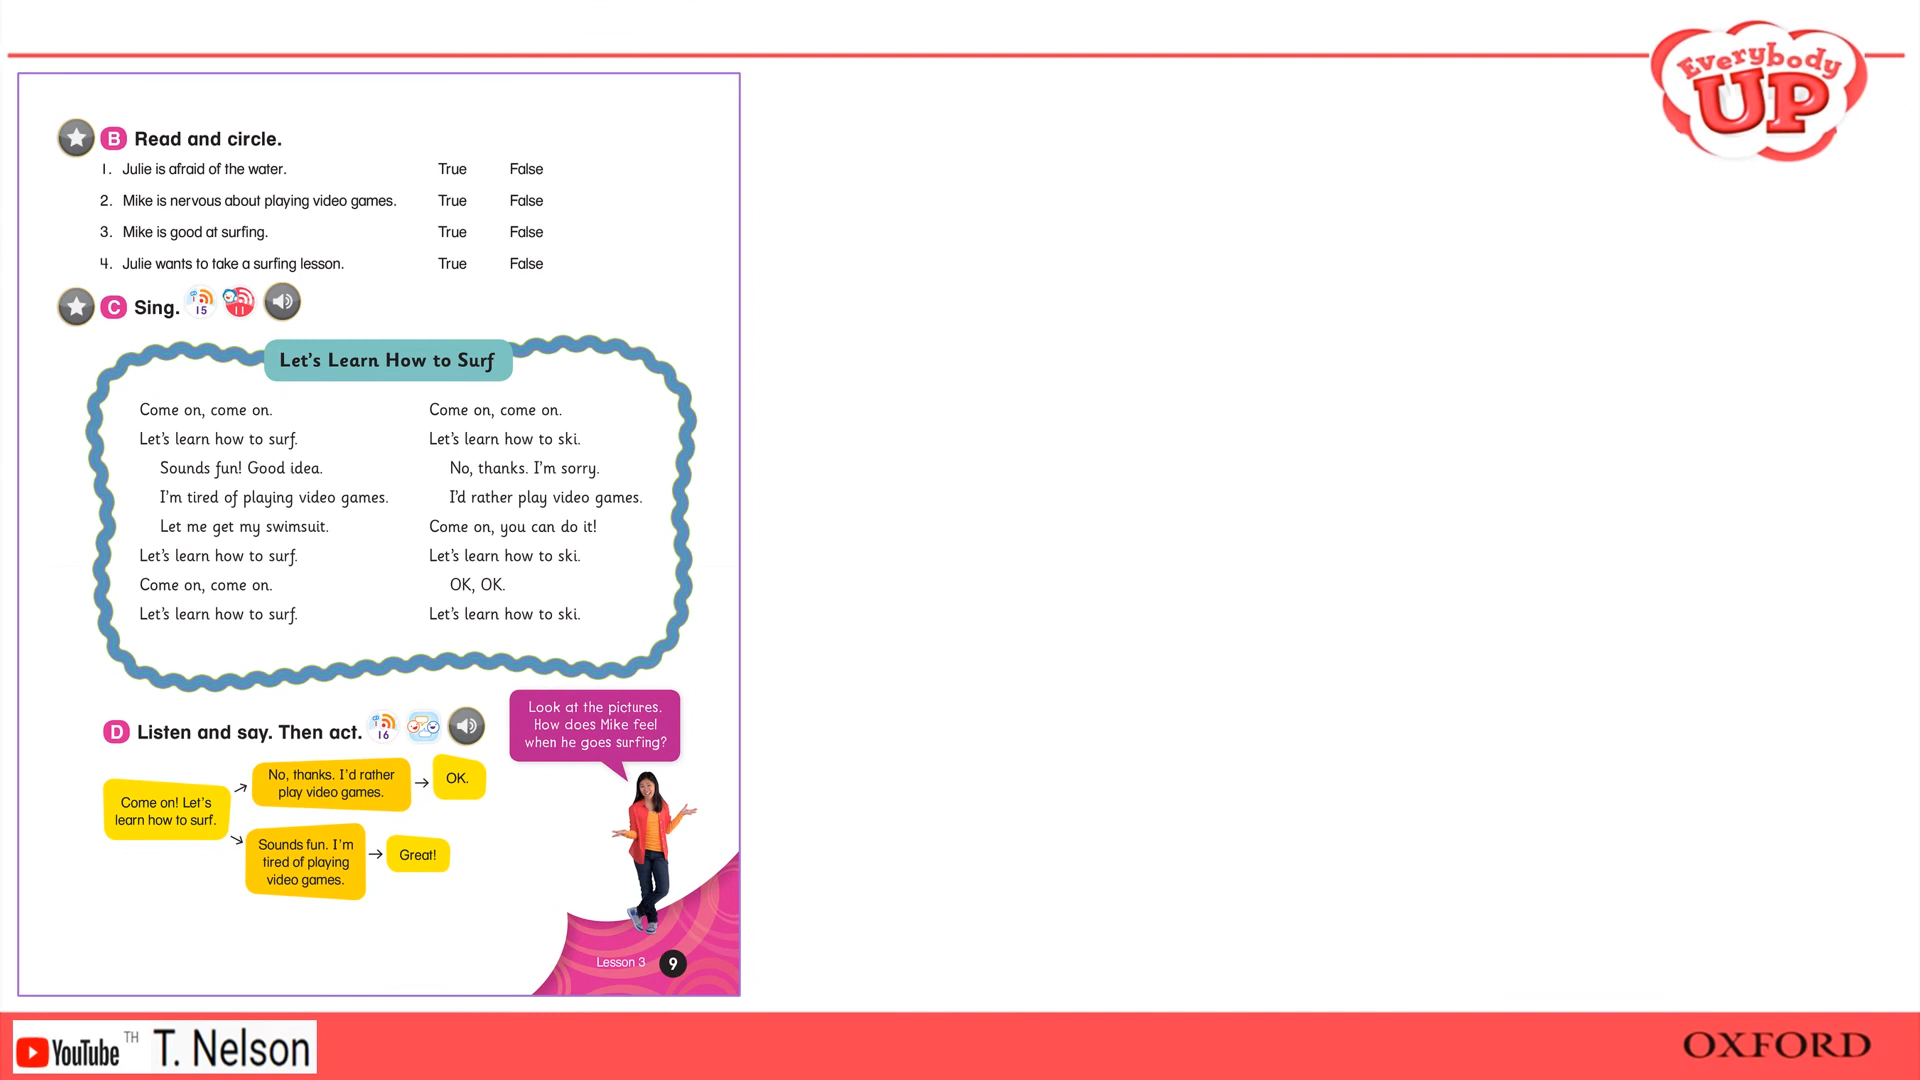 Everybody
UP
B Read and circle.
1. Julie is afraid of the water. True False
2. Mike is nervous about playing video games. True False
3. Mike is good at surfing. True False
4. Julie wants to take a surfing lesson. True False
C Sing. 15 11
Let's Learn How to Surf
Come on, come on.
Let's learn how to surf.
Sounds fun! Good idea.
I'm tired of playing video games.
Let me get my swimsuit.
Let's learn how to surf.
Come on, come on.
Let's learn how to surf.
Come on, come on.
Let's learn how to ski.
No, thanks. I'm sorry.
I'd rather play video games.
Come on, you can do it!
Let's learn how to ski.
OK, OK.
Let's learn how to ski.
D Listen and say. Then act. 16
Look at the pictures.
How does Mike feel
when he goes surfing?
Come on! Let's
learn how to surf.
No, thanks. I'd rather
play video games.
OK.
Sounds fun. I'm
tired of playing
video games.
Great!
Lesson 3 9
YouTube TH T. Nelson
OXFORD